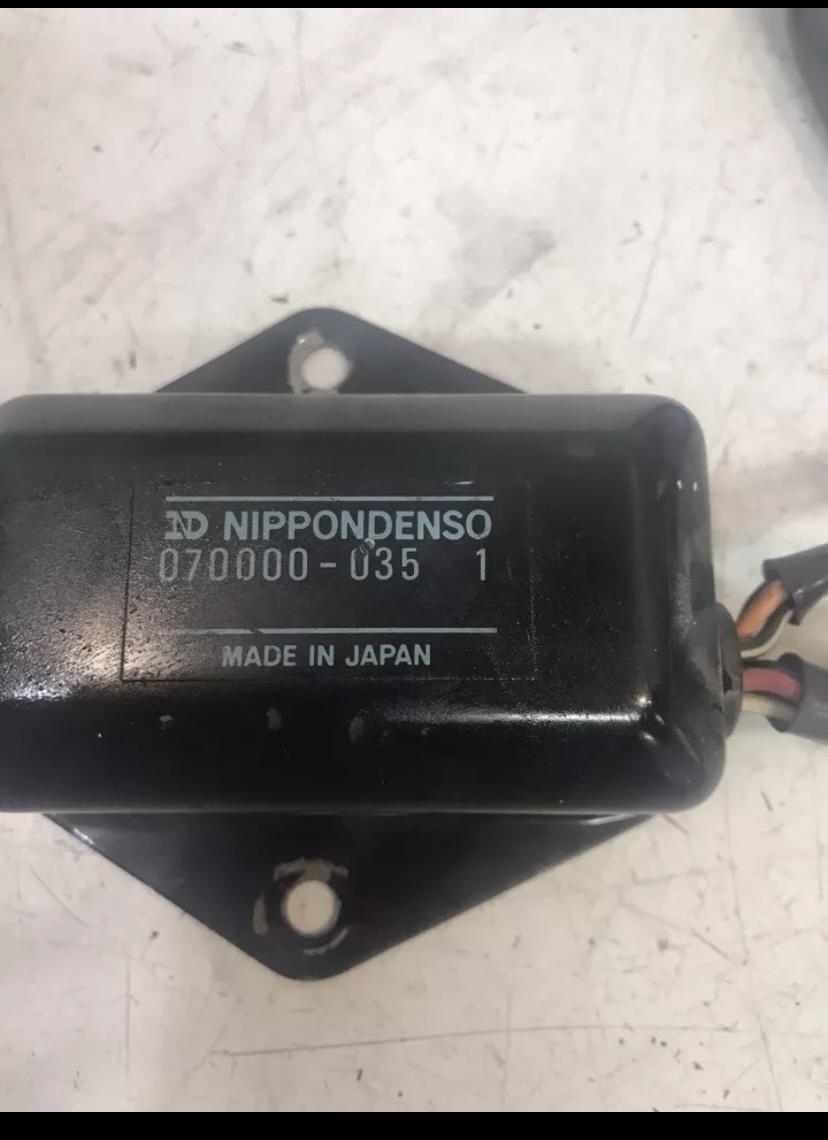 ND NIPPONDENSO
070000-035 1
MADE IN JAPAN